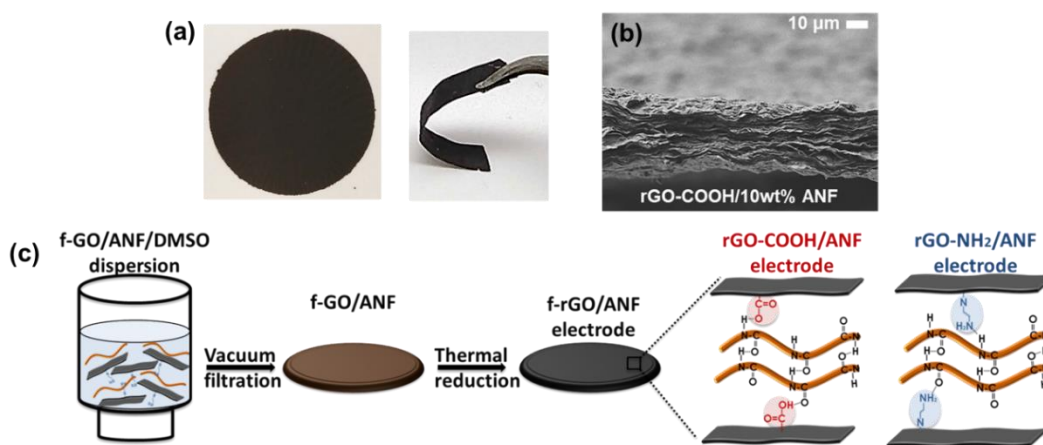 (a)
(b)
10 μm
rGO-COOH/10wt% ANF
(c)
f-GO/ANF/DMSO
dispersion
Vacuum
filtration
f-GO/ANF
Thermal
reduction
f-rGO/ANF
electrode
rGO-COOH/ANF
electrode
rGO-NH₂/ANF
electrode